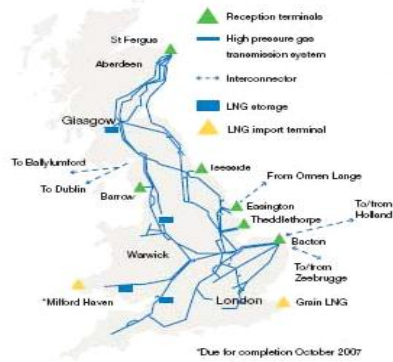 Reception terminals
High pressure gas
transmission system
Interconnector
LNG storage
LNG import terminal
St Fergus
Aberdeen
Glasgow
To Ballylumford
To Dublin
Barrow
Teesside
From Ormen Lange
Easington
Theddlethorpe
To/from
Holland
Bacton
To/from
Zeebrugge
Warwick
*Milford Haven
London
Grain LNG
*Due for completion October 2007